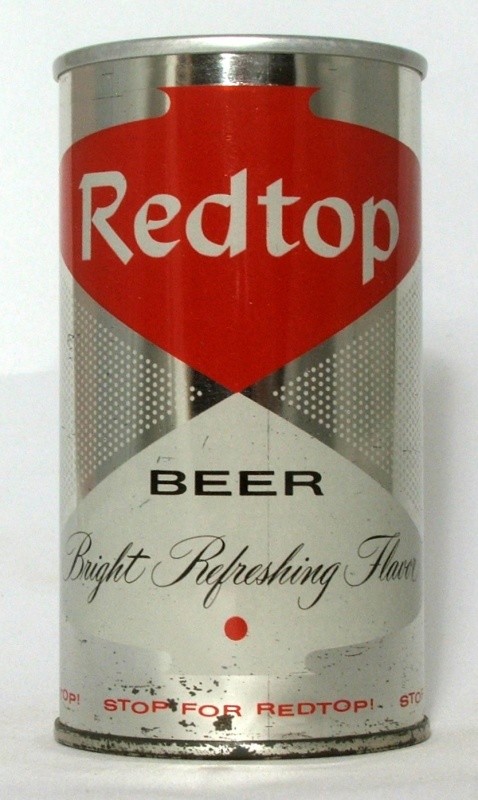 Redtop
BEER
Bright Refreshing Flavor
OP! STOP FOR REDTOP! STO